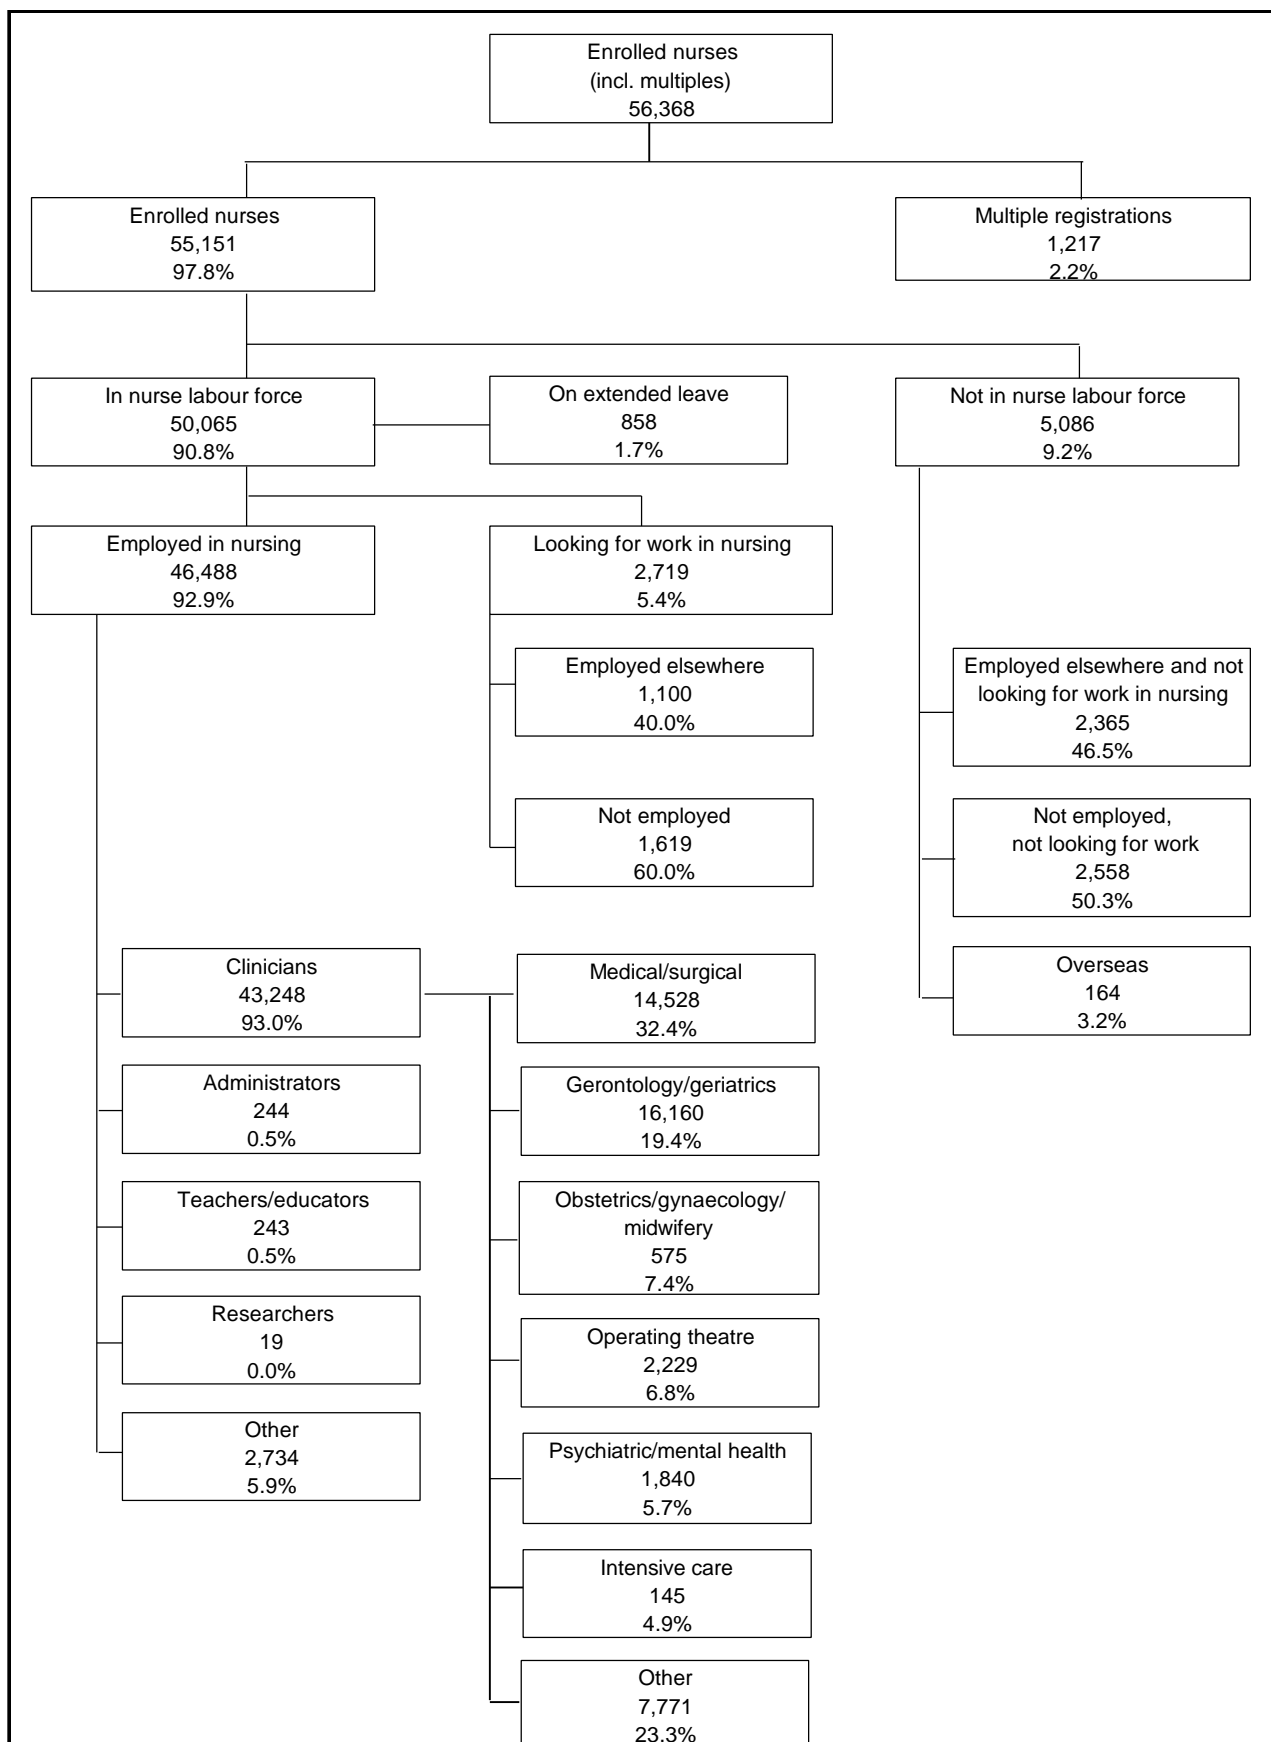 Enrolled nurses
(incl. multiples)
56,368
Enrolled nurses
55,151
97.8%
Multiple registrations
1,217
2.2%
In nurse labour force
50,065
90.8%
On extended leave
858
1.7%
Not in nurse labour force
5,086
9.2%
Employed in nursing
46,488
92.9%
Looking for work in nursing
2,719
5.4%
Employed elsewhere
1,100
40.0%
Employed elsewhere and not
looking for work in nursing
2,365
46.5%
Not employed
1,619
60.0%
Not employed,
not looking for work
2,558
50.3%
Clinicians
43,248
93.0%
Medical/surgical
14,528
32.4%
Overseas
164
3.2%
Administrators
244
0.5%
Gerontology/geriatrics
16,160
19.4%
Teachers/educators
243
0.5%
Obstetrics/gynaecology/
midwifery
575
7.4%
Researchers
19
0.0%
Operating theatre
2,229
6.8%
Other
2,734
5.9%
Psychiatric/mental health
1,840
5.7%
Intensive care
145
4.9%
Other
7,771
23.3%